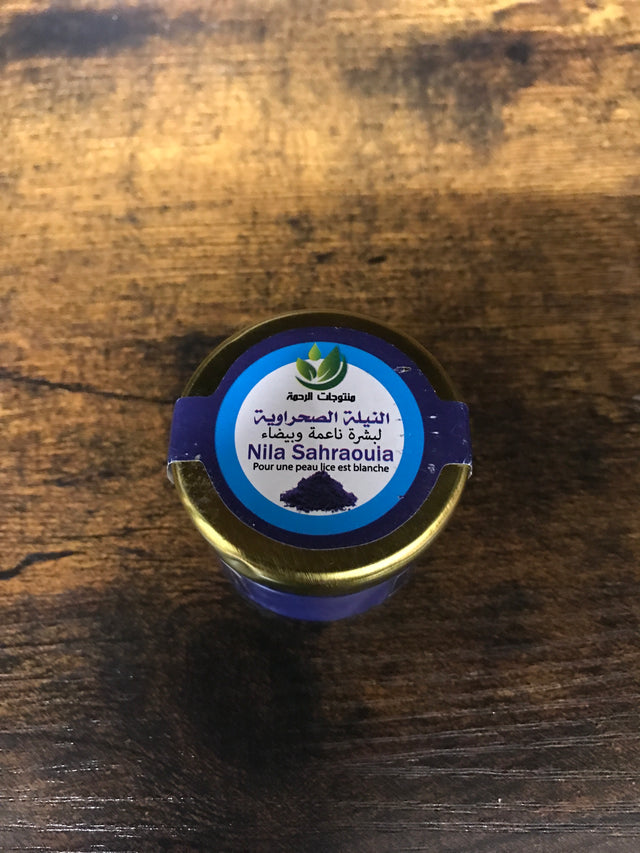 منتوجات الرحمة
النيلة الصحراوية
لبشرة ناعمة وبيضاء
Nila Sahraouia
Pour une peau lice est blanche